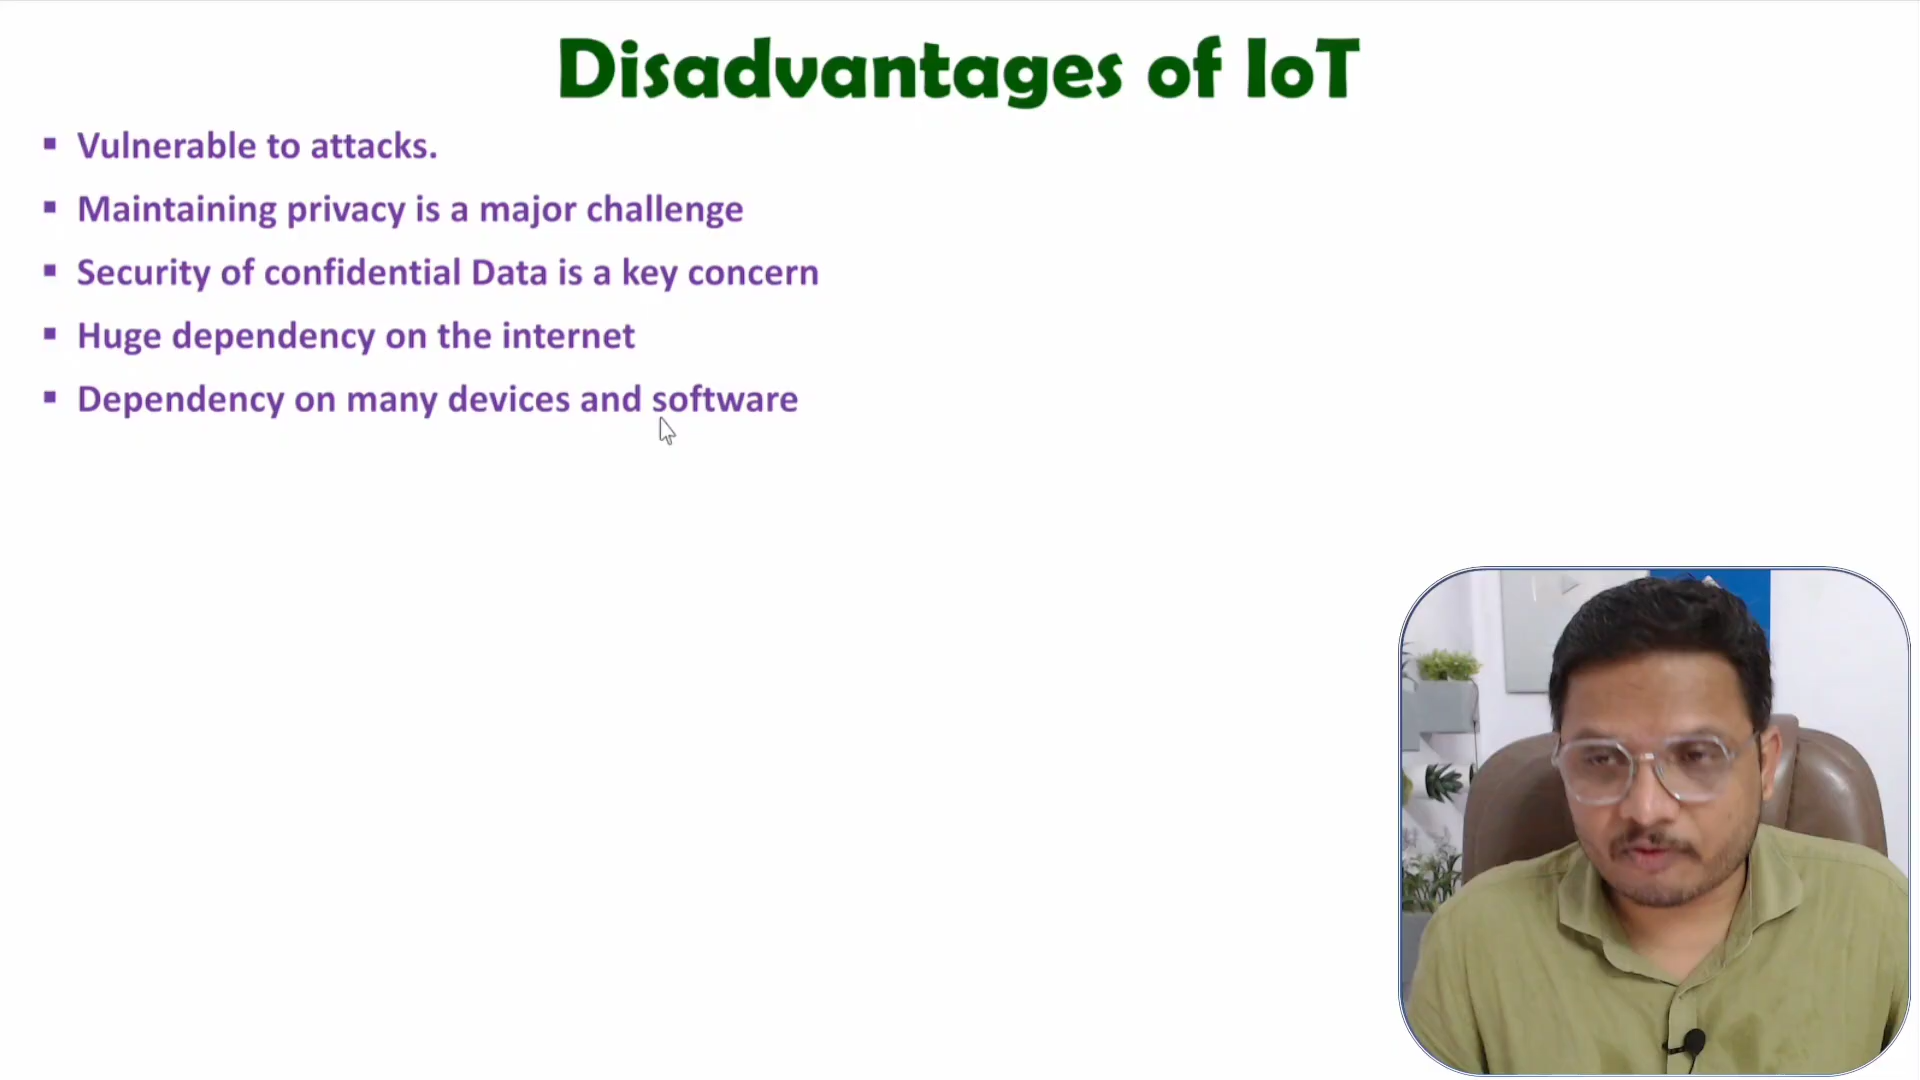 Disadvantages of IoT
▪ Vulnerable to attacks.
▪ Maintaining privacy is a major challenge
▪ Security of confidential Data is a key concern
▪ Huge dependency on the internet
▪ Dependency on many devices and software